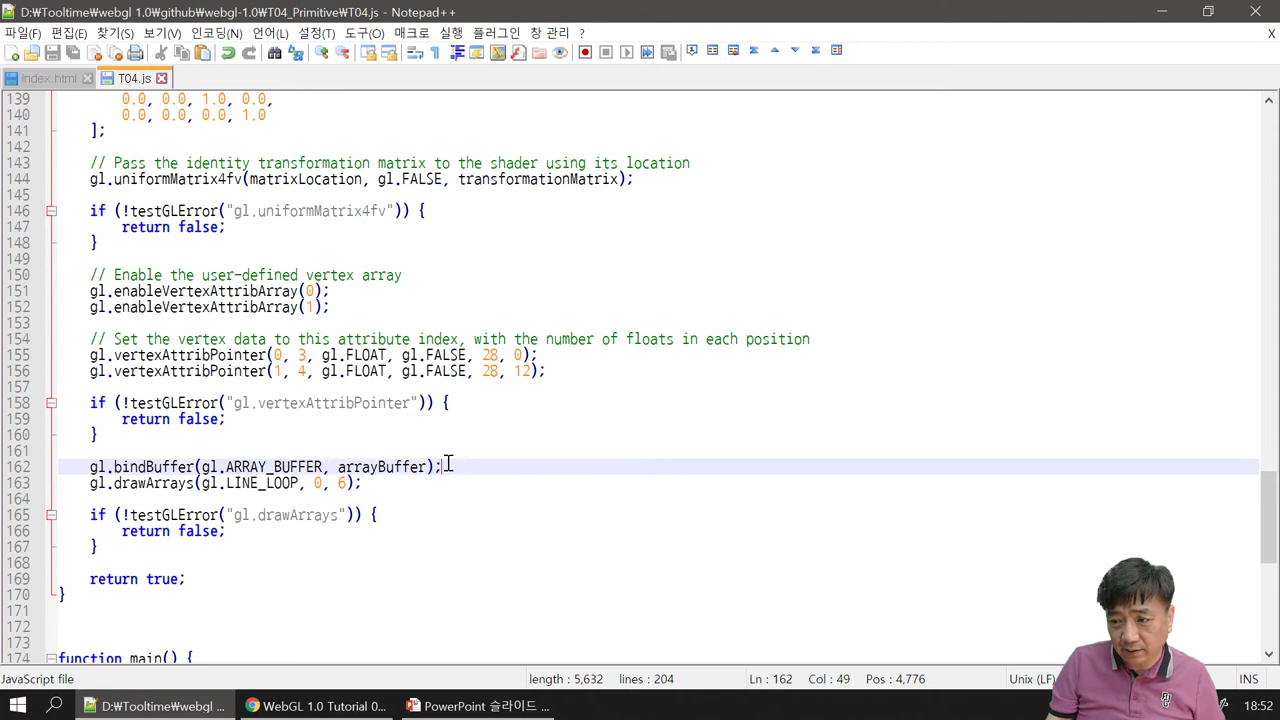 D:₩Tooltime₩webgl 1.0₩github₩webgl-1.0₩T04_Primitive₩T04.js - Notepad++
파일(F) 편집(E) 찾기(S) 보기(V) 인코딩(N) 언어(L) 설정(T) 도구(O) 매크로 실행 플러그인 창 관리 ? X
index.html T04.js
139 0.0, 0.0, 1.0, 0.0,
140 0.0, 0.0, 0.0, 1.0
141 ];
142
143 // Pass the identity transformation matrix to the shader using its location
144 gl.uniformMatrix4fv(matrixLocation, gl.FALSE, transformationMatrix);
145
146 if (!testGLError("gl.uniformMatrix4fv")) {
147 return false;
148 }
149
150 // Enable the user-defined vertex array
151 gl.enableVertexAttribArray(0);
152 gl.enableVertexAttribArray(1);
153
154 // Set the vertex data to this attribute index, with the number of floats in each position
155 gl.vertexAttribPointer(0, 3, gl.FLOAT, gl.FALSE, 28, 0);
156 gl.vertexAttribPointer(1, 4, gl.FLOAT, gl.FALSE, 28, 12);
157
158 if (!testGLError("gl.vertexAttribPointer")) {
159 return false;
160 }
161
162 gl.bindBuffer(gl.ARRAY_BUFFER, arrayBuffer);
163 gl.drawArrays(gl.LINE_LOOP, 0, 6);
164
165 if (!testGLError("gl.drawArrays")) {
166 return false;
167 }
168
169 return true;
170 }
171
172
173
174 function main() {
JavaScript file length : 5,632 lines : 204 Ln : 162 Col : 49 Pos : 4,776 Unix (LF) INS
D:₩Tooltime₩webgl ... WebGL 1.0 Tutorial 0... PowerPoint 슬라이드 ... 18:52